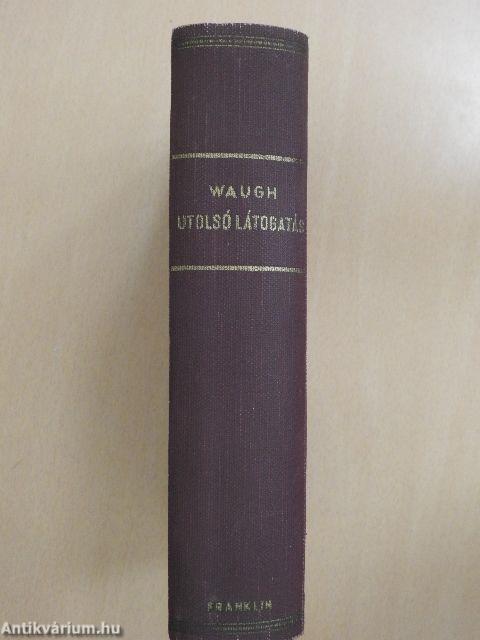 WAUGH
UTOLSÓ LÁTOGATÁS
FRANKLIN
Antikvárium.hu